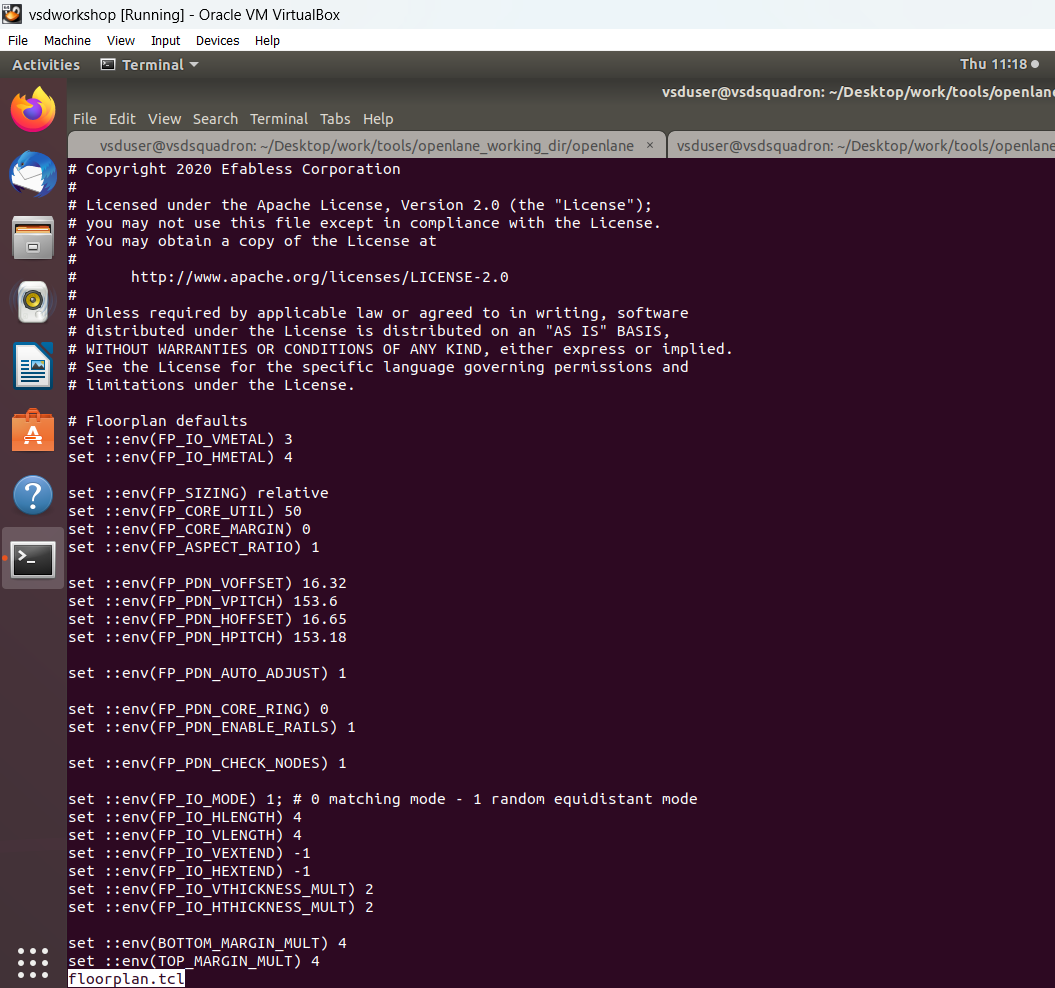 vsdworkshop [Running] - Oracle VM VirtualBox
File Machine View Input Devices Help
Activities Terminal Thu 11:18
vsduser@vsdsquadron: ~/Desktop/work/tools/openlane
File Edit View Search Terminal Tabs Help
vsduser@vsdsquadron: ~/Desktop/work/tools/openlane_working_dir/openlane × vsduser@vsdsquadron: ~/Desktop/work/tools/openlane
# Copyright 2020 Efabless Corporation
#
# Licensed under the Apache License, Version 2.0 (the "License");
# you may not use this file except in compliance with the License.
# You may obtain a copy of the License at
#
#      http://www.apache.org/licenses/LICENSE-2.0
#
# Unless required by applicable law or agreed to in writing, software
# distributed under the License is distributed on an "AS IS" BASIS,
# WITHOUT WARRANTIES OR CONDITIONS OF ANY KIND, either express or implied.
# See the License for the specific language governing permissions and
# limitations under the License.
# Floorplan defaults
set ::env(FP_IO_VMETAL) 3
set ::env(FP_IO_HMETAL) 4
set ::env(FP_SIZING) relative
set ::env(FP_CORE_UTIL) 50
set ::env(FP_CORE_MARGIN) 0
set ::env(FP_ASPECT_RATIO) 1
set ::env(FP_PDN_VOFFSET) 16.32
set ::env(FP_PDN_VPITCH) 153.6
set ::env(FP_PDN_HOFFSET) 16.65
set ::env(FP_PDN_HPITCH) 153.18
set ::env(FP_PDN_AUTO_ADJUST) 1
set ::env(FP_PDN_CORE_RING) 0
set ::env(FP_PDN_ENABLE_RAILS) 1
set ::env(FP_PDN_CHECK_NODES) 1
set ::env(FP_IO_MODE) 1; # 0 matching mode - 1 random equidistant mode
set ::env(FP_IO_HLENGTH) 4
set ::env(FP_IO_VLENGTH) 4
set ::env(FP_IO_VEXTEND) -1
set ::env(FP_IO_HEXTEND) -1
set ::env(FP_IO_VTHICKNESS_MULT) 2
set ::env(FP_IO_HTHICKNESS_MULT) 2
set ::env(BOTTOM_MARGIN_MULT) 4
set ::env(TOP_MARGIN_MULT) 4
floorplan.tcl